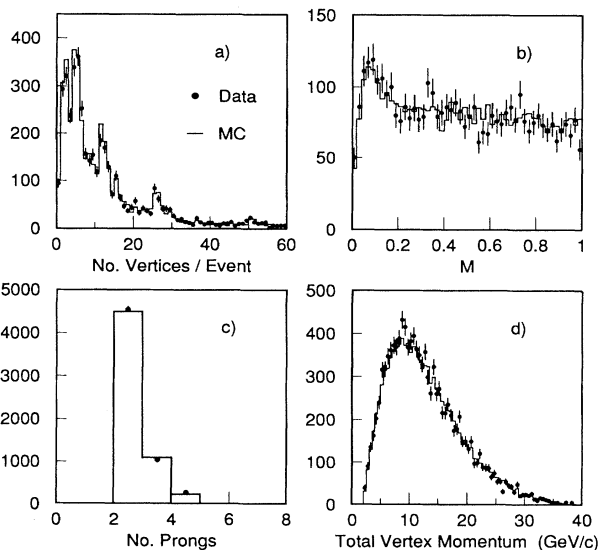 400
300
200
100
0
a)
Data
MC
0 20 40 60
No. Vertices / Event
150
100
50
0
b)
0 0.2 0.4 0.6 0.8 1
M
5000
4000
3000
2000
1000
0
c)
0 2 4 6 8
No. Prongs
500
400
300
200
100
0
d)
0 10 20 30 40
Total Vertex Momentum (GeV/c)